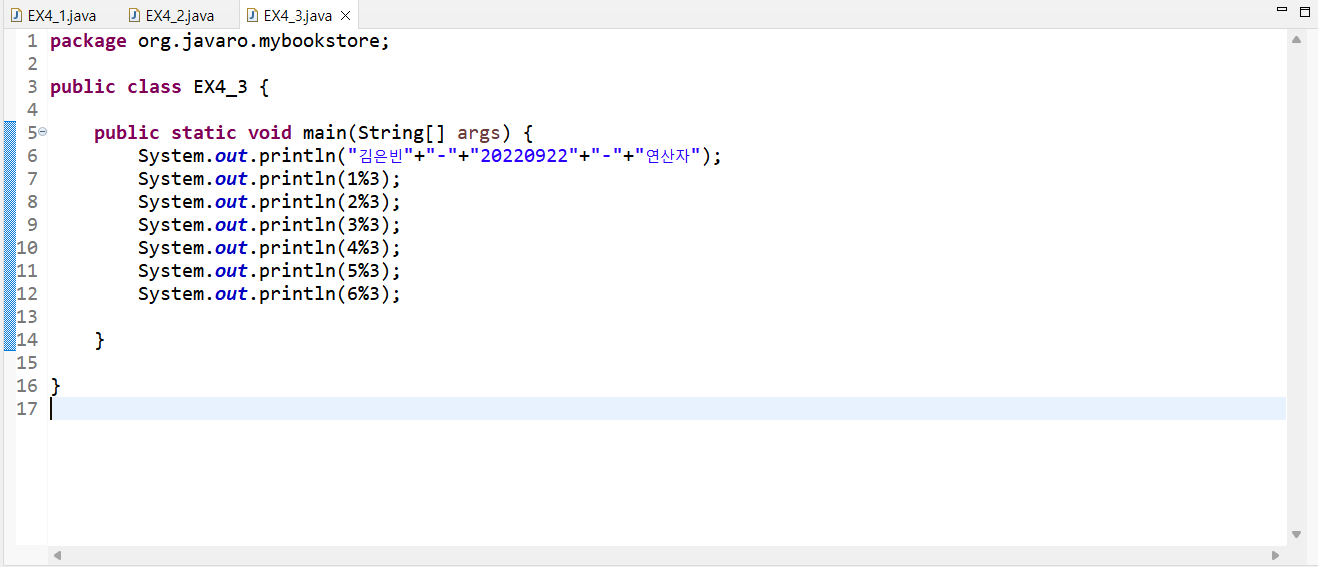 EX4_1.java EX4_2.java EX4_3.java
1 package org.javaro.mybookstore;
2
3 public class EX4_3 {
4
5 public static void main(String[] args) {
6 System.out.println("김은빈"+"-"+"20220922"+"-"+"연산자");
7 System.out.println(1%3);
8 System.out.println(2%3);
9 System.out.println(3%3);
10 System.out.println(4%3);
11 System.out.println(5%3);
12 System.out.println(6%3);
13
14 }
15
16 }
17